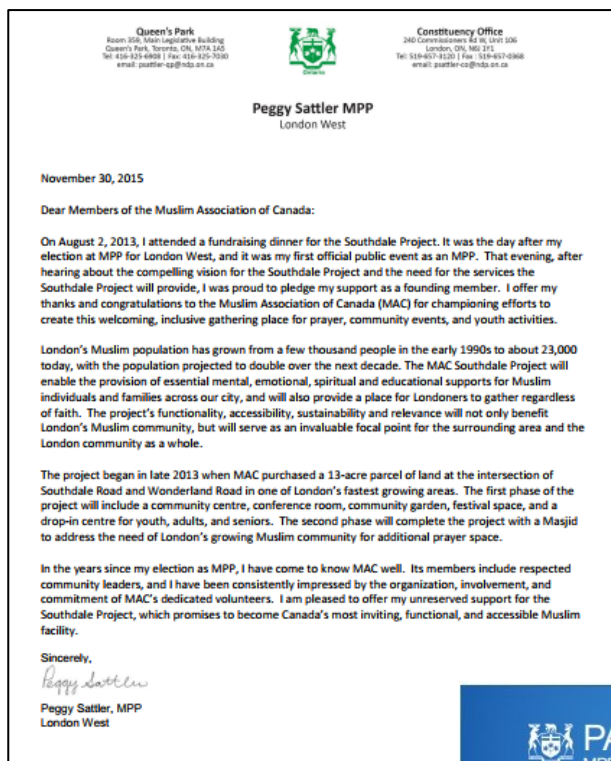 Queen's Park
Room 359, Main Legislative Building
Queen's Park, Toronto, ON, M7A 1A5
Tel: 416-325-6908 | Fax: 416-325-7030
email: psattler-qp@ndp.on.ca
Ontario
Constituency Office
240 Commissioners Rd W, Unit 106
London, ON, N6J 1Y1
Tel: 519-657-3120 | Fax : 519-657-0368
email: psattler-co@ndp.on.ca
Peggy Sattler MPP
London West
November 30, 2015
Dear Members of the Muslim Association of Canada:
On August 2, 2013, I attended a fundraising dinner for the Southdale Project. It was the day after my
election at MPP for London West, and it was my first official public event as an MPP.  That evening, after
hearing about the compelling vision for the Southdale Project and the need for the services the
Southdale Project will provide, I was proud to pledge my support as a founding member.  I offer my
thanks and congratulations to the Muslim Association of Canada (MAC) for championing efforts to
create this welcoming, inclusive gathering place for prayer, community events, and youth activities.
London's Muslim population has grown from a few thousand people in the early 1990s to about 23,000
today, with the population projected to double over the next decade. The MAC Southdale Project will
enable the provision of essential mental, emotional, spiritual and educational supports for Muslim
individuals and families across our city, and will also provide a place for Londoners to gather regardless
of faith.  The project's functionality, accessibility, sustainability and relevance will not only benefit
London's Muslim community, but will serve as an invaluable focal point for the surrounding area and the
London community as a whole.
The project began in late 2013 when MAC purchased a 13-acre parcel of land at the intersection of
Southdale Road and Wonderland Road in one of London's fastest growing areas.  The first phase of the
project will include a community centre, conference room, community garden, festival space, and a
drop-in centre for youth, adults, and seniors.  The second phase will complete the project with a Masjid
to address the need of London's growing Muslim community for additional prayer space.
In the years since my election as MPP, I have come to know MAC well.  Its members include respected
community leaders, and I have been consistently impressed by the organization, involvement, and
commitment of MAC's dedicated volunteers.  I am pleased to offer my unreserved support for the
Southdale Project, which promises to become Canada's most inviting, functional, and accessible Muslim
facility.
Sincerely,
Peggy Sattler
Peggy Sattler, MPP
London West
PA